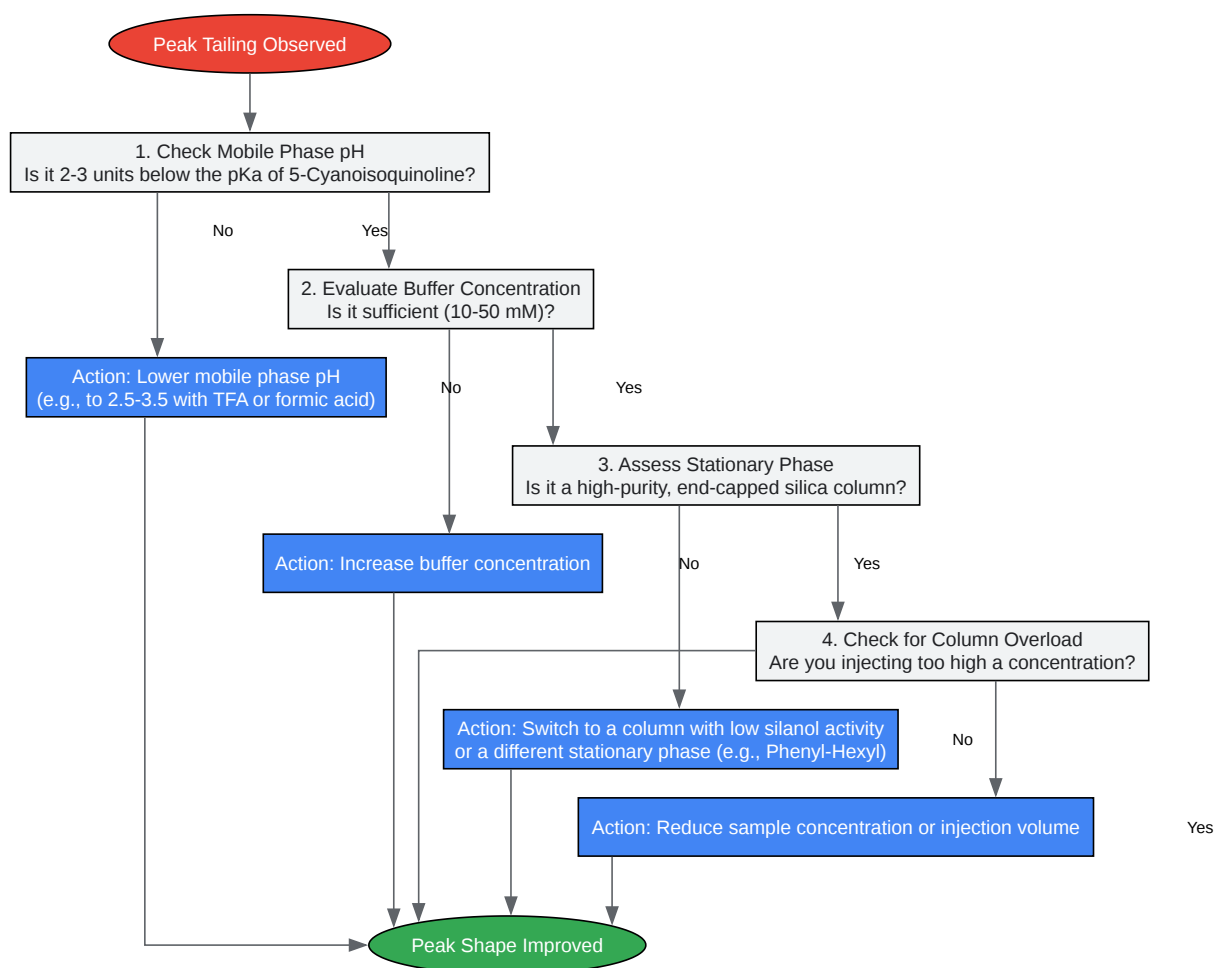 Peak Tailing Observed
1. Check Mobile Phase pH
Is it 2-3 units below the pKa of 5-Cyanoisoquinoline?
No
Yes
2. Evaluate Buffer Concentration
Is it sufficient (10-50 mM)?
Action: Lower mobile phase pH
(e.g., to 2.5-3.5 with TFA or formic acid)
No
Yes
3. Assess Stationary Phase
Is it a high-purity, end-capped silica column?
Action: Increase buffer concentration
No
Yes
4. Check for Column Overload
Are you injecting too high a concentration?
Action: Switch to a column with low silanol activity
or a different stationary phase (e.g., Phenyl-Hexyl)
No
Action: Reduce sample concentration or injection volume
Yes
Peak Shape Improved